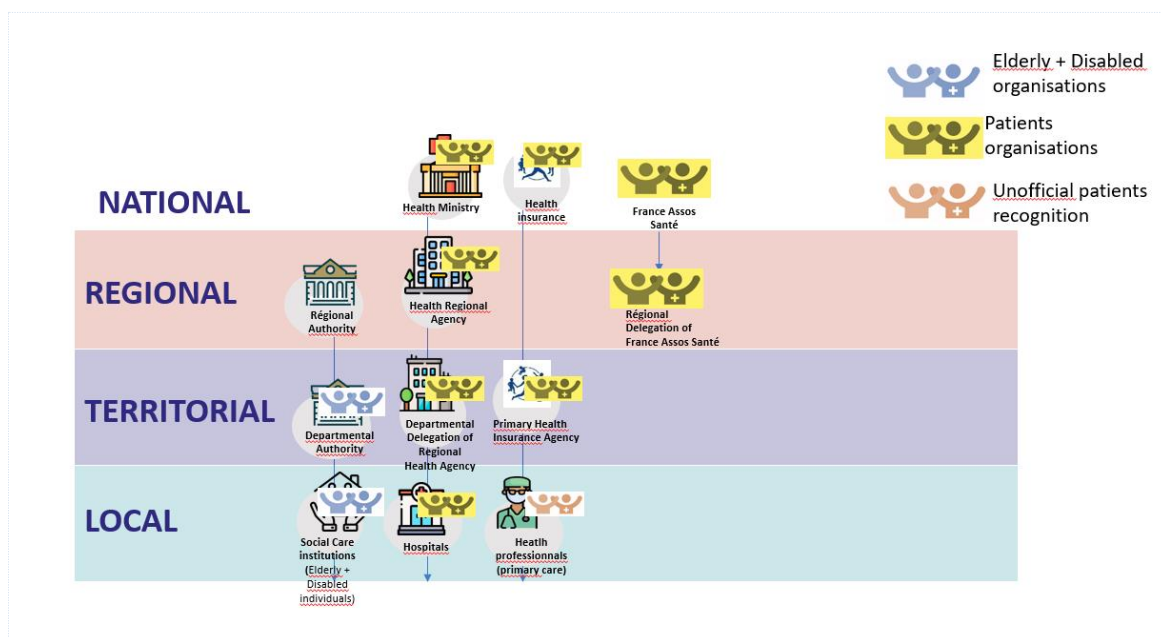 Elderly + Disabled
organisations
Patients
organisations
Unofficial patients
recognition
NATIONAL
Health Ministry
Health
insurance
France Assos
Santé
REGIONAL
Régional
Authority
Health Regional
Agency
Régional
Delegation of
France Assos Santé
TERRITORIAL
Departmental
Authority
Departmental
Delegation of
Regional
Health Agency
Primary Health
Insurance Agency
LOCAL
Social Care
institutions
(Elderly +
Disabled
individuals)
Hospitals
Heatlh
professionnals
(primary care)